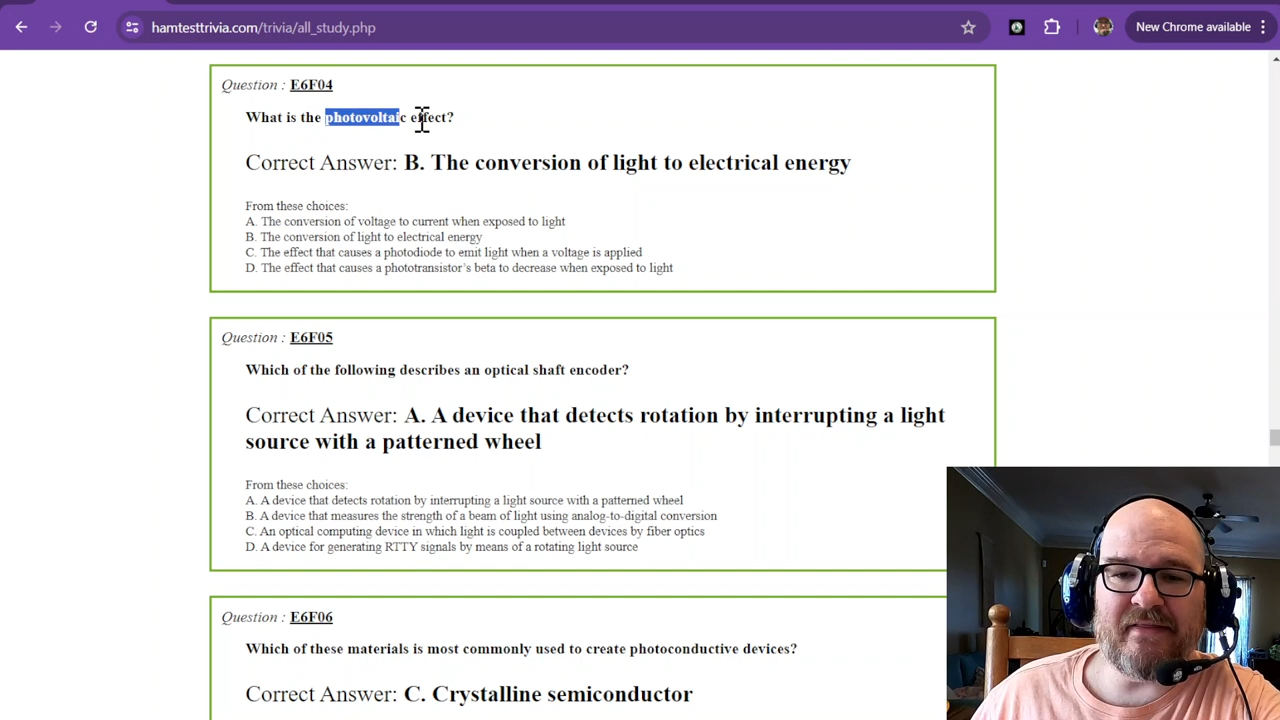 hamtesttrivia.com/trivia/all_study.php
New Chrome available
Question : E6F04
What is the photovoltaic effect?
Correct Answer: B. The conversion of light to electrical energy
From these choices:
A. The conversion of voltage to current when exposed to light
B. The conversion of light to electrical energy
C. The effect that causes a photodiode to emit light when a voltage is applied
D. The effect that causes a phototransistor’s beta to decrease when exposed to light
Question : E6F05
Which of the following describes an optical shaft encoder?
Correct Answer: A. A device that detects rotation by interrupting a light
source with a patterned wheel
From these choices:
A. A device that detects rotation by interrupting a light source with a patterned wheel
B. A device that measures the strength of a beam of light using analog-to-digital conversion
C. An optical computing device in which light is coupled between devices by fiber optics
D. A device for generating RTTY signals by means of a rotating light source
Question : E6F06
Which of these materials is most commonly used to create photoconductive devices?
Correct Answer: C. Crystalline semiconductor